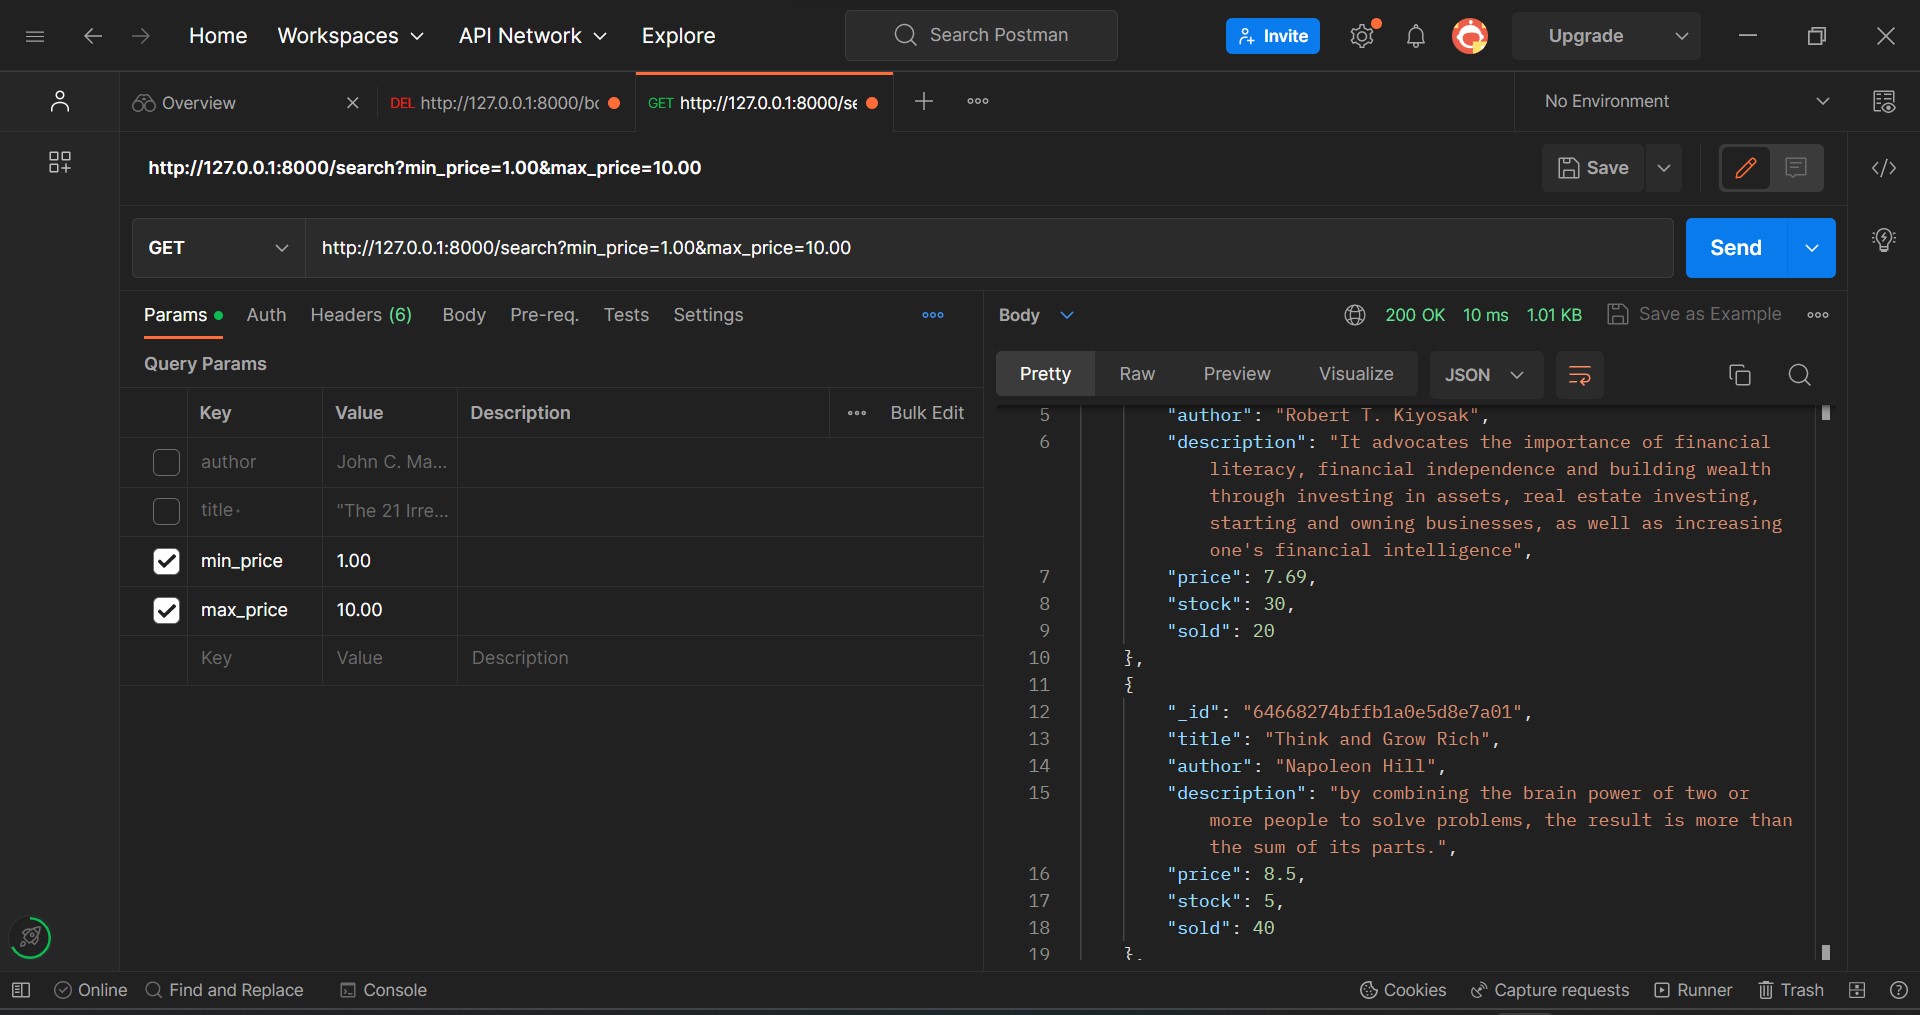 Home Workspaces API Network Explore Search Postman Invite Upgrade
Overview DEL http://127.0.0.1:8000/bo GET http://127.0.0.1:8000/se No Environment
http://127.0.0.1:8000/search?min_price=1.00&max_price=10.00 Save
GET http://127.0.0.1:8000/search?min_price=1.00&max_price=10.00 Send
Params Auth Headers (6) Body Pre-req. Tests Settings
Query Params
Key Value Description Bulk Edit
author John C. Ma...
title "The 21 Irre...
min_price 1.00
max_price 10.00
Key Value Description
Body 200 OK 10 ms 1.01 KB Save as Example
Pretty Raw Preview Visualize JSON
5 "author": "Robert T. Kiyosak",
6 "description": "It advocates the importance of financial
literacy, financial independence and building wealth
through investing in assets, real estate investing,
starting and owning businesses, as well as increasing
one's financial intelligence",
7 "price": 7.69,
8 "stock": 30,
9 "sold": 20
10 },
11 {
12 "_id": "64668274bffb1a0e5d8e7a01",
13 "title": "Think and Grow Rich",
14 "author": "Napoleon Hill",
15 "description": "by combining the brain power of two or
more people to solve problems, the result is more than
the sum of its parts.",
16 "price": 8.5,
17 "stock": 5,
18 "sold": 40
19 },
Online Find and Replace Console Cookies Capture requests Runner Trash